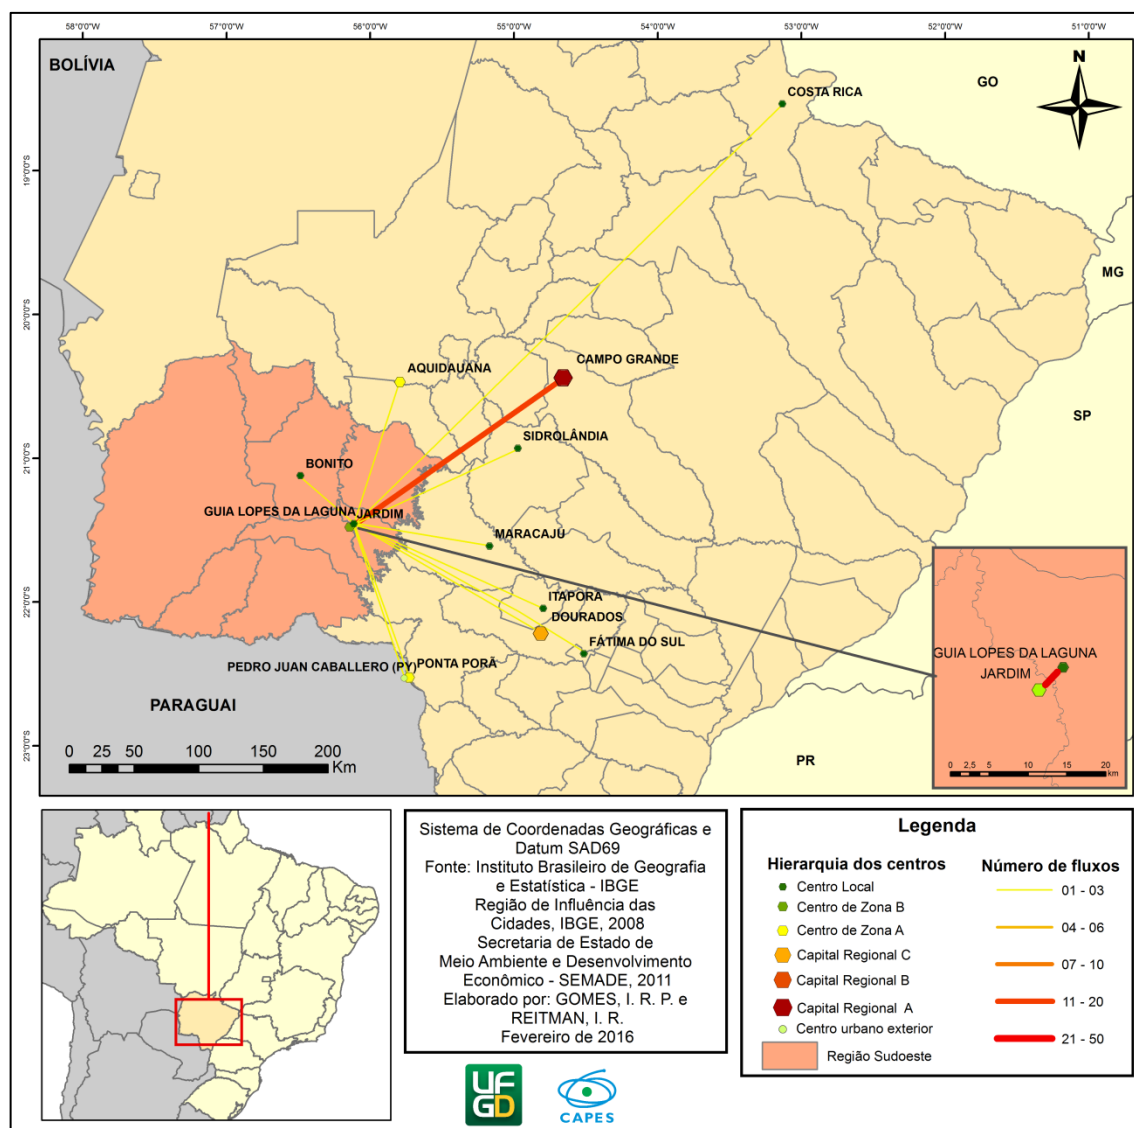 58°0'0"O
57°0'0"O
56°0'0"O
55°0'0"O
54°0'0"O
53°0'0"O
52°0'0"O
51°0'0"O
BOLÍVIA
N
GO
COSTA RICA
19°0'0"S
MG
20°0'0"S
AQUIDAUANA
CAMPO GRANDE
SP
SIDROLÂNDIA
21°0'0"S
BONITO
GUIA LOPES DA LAGUNA
JARDIM
MARACAJÚ
ITAPORA
22°0'0"S
DOURADOS
FÁTIMA DO SUL
PEDRO JUAN CABALLERO (PY)
PONTA PORÃ
PARAGUAI
23°0'0"S
PR
0 25 50 100 150 200
Km
GUIA LOPES DA LAGUNA
JARDIM
0 2,5 5 10 15 20
km
Sistema de Coordenadas Geográficas e
Datum SAD69
Fonte: Instituto Brasileiro de Geografia
e Estatística - IBGE
Região de Influência das
Cidades, IBGE, 2008
Secretaria de Estado de
Meio Ambiente e Desenvolvimento
Econômico - SEMADE, 2011
Elaborado por: GOMES, I. R. P. e
REITMAN, I. R.
Fevereiro de 2016
UF
GD
CAPES
Legenda
Hierarquia dos centros
Centro Local
Centro de Zona B
Centro de Zona A
Capital Regional C
Capital Regional B
Capital Regional A
Centro urbano exterior
Região Sudoeste
Número de fluxos
01 - 03
04 - 06
07 - 10
11 - 20
21 - 50